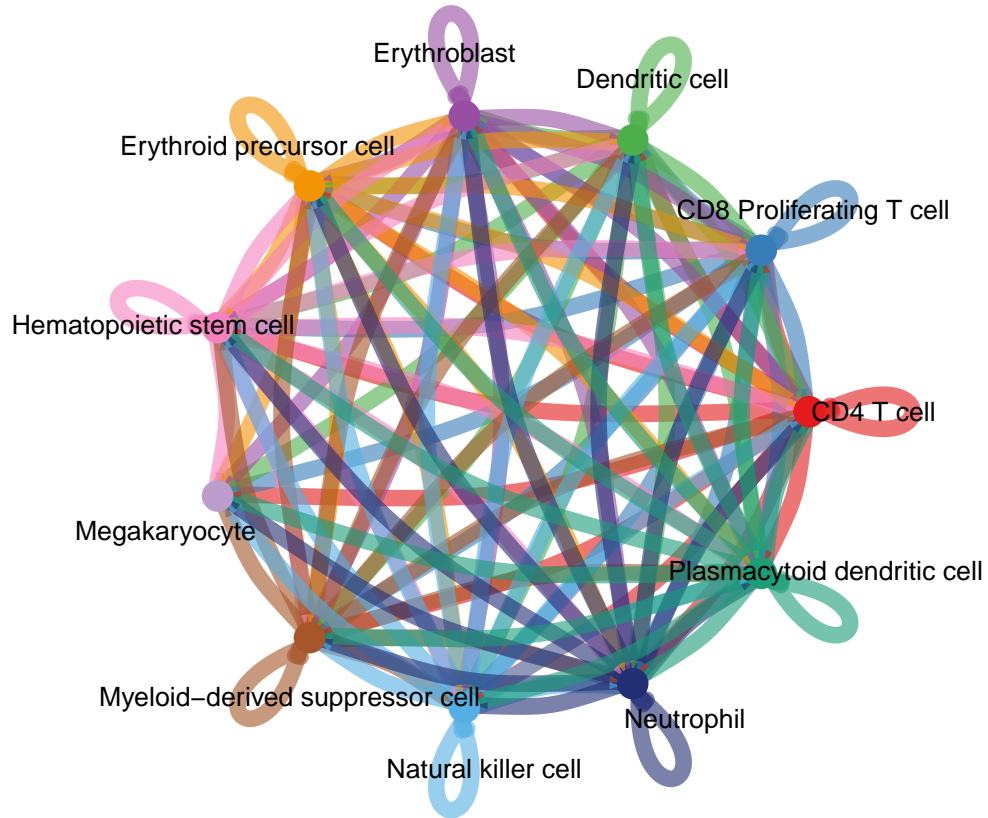 Erythroblast
Dendritic cell
Erythroid precursor cell
CD8 Proliferating T cell
Hematopoietic stem cell
CD4 T cell
Megakaryocyte
Plasmacytoid dendritic cell
Myeloid−derived suppressor cell
Neutrophil
Natural killer cell